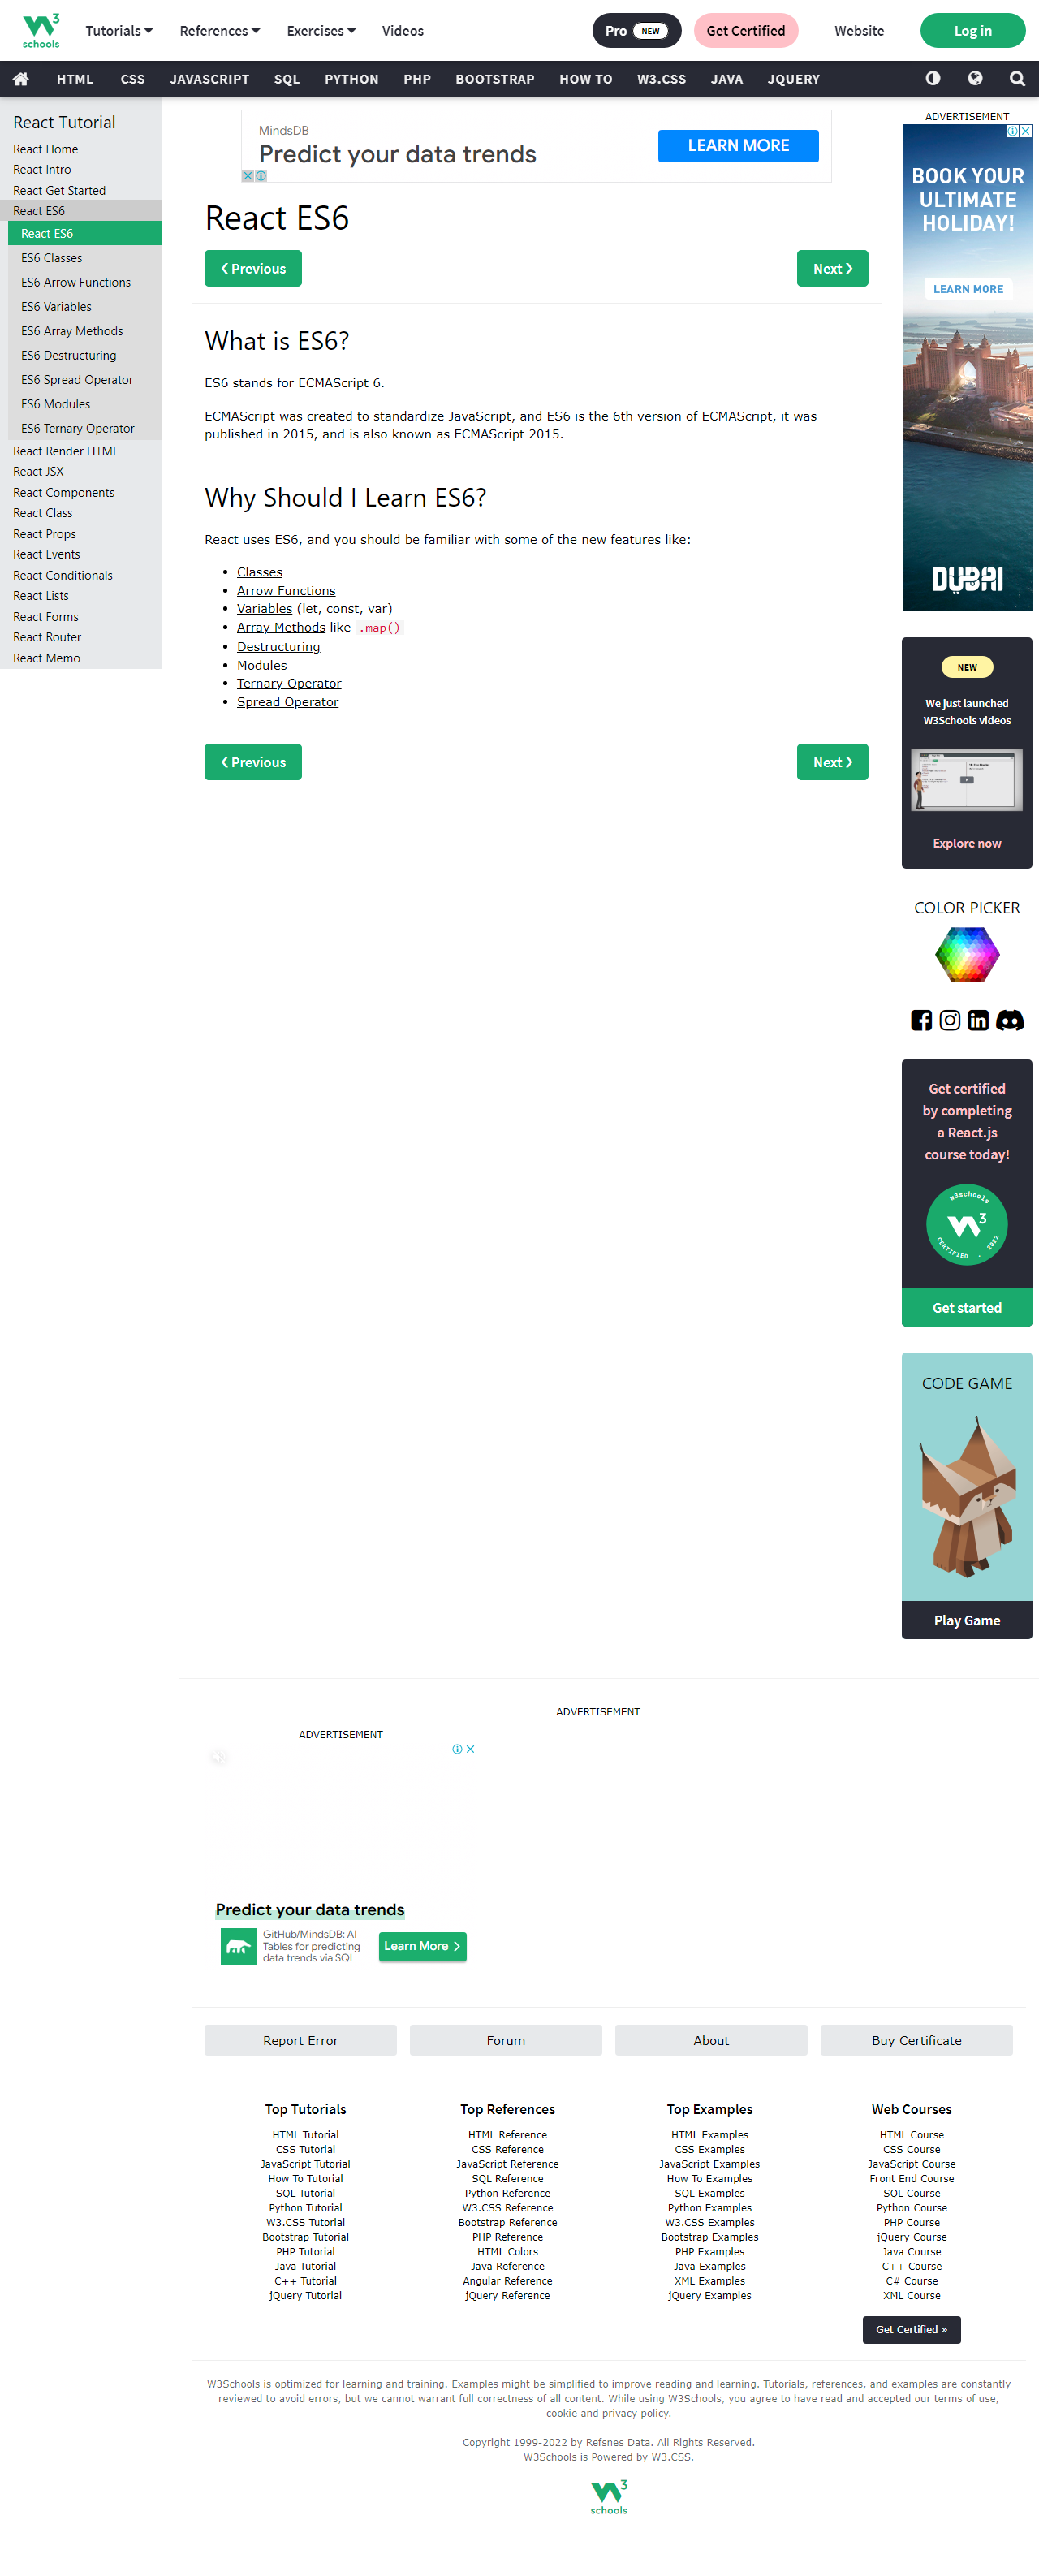 3
schools
Tutorials
References
Exercises
Videos
Pro NEW
Get Certified
Website
Log in
HTML
CSS
JAVASCRIPT
SQL
PYTHON
PHP
BOOTSTRAP
HOW TO
W3.CSS
JAVA
JQUERY
React Tutorial
React Home
React Intro
React Get Started
React ES6
React ES6
ES6 Classes
ES6 Arrow Functions
ES6 Variables
ES6 Array Methods
ES6 Destructuring
ES6 Spread Operator
ES6 Modules
ES6 Ternary Operator
React Render HTML
React JSX
React Components
React Class
React Props
React Events
React Conditionals
React Lists
React Forms
React Router
React Memo
MindsDB
Predict your data trends
LEARN MORE
React ES6
❮ Previous
Next ❯
What is ES6?
ES6 stands for ECMAScript 6.
ECMAScript was created to standardize JavaScript, and ES6 is the 6th version of ECMAScript, it was
published in 2015, and is also known as ECMAScript 2015.
Why Should I Learn ES6?
React uses ES6, and you should be familiar with some of the new features like:
• Classes
• Arrow Functions
• Variables (let, const, var)
• Array Methods like .map()
• Destructuring
• Modules
• Ternary Operator
• Spread Operator
❮ Previous
Next ❯
ADVERTISEMENT
BOOK YOUR
ULTIMATE
HOLIDAY!
LEARN MORE
DUBAI
NEW
We just launched
W3Schools videos
Explore now
COLOR PICKER
Get certified
by completing
a React.js
course today!
w3schools
3
CERTIFIED . 2022
Get started
CODE GAME
Play Game
ADVERTISEMENT
ADVERTISEMENT
Predict your data trends
GitHub/MindsDB: AI
Tables for predicting
data trends via SQL
Learn More
Report Error
Forum
About
Buy Certificate
Top Tutorials
HTML Tutorial
CSS Tutorial
JavaScript Tutorial
How To Tutorial
SQL Tutorial
Python Tutorial
W3.CSS Tutorial
Bootstrap Tutorial
PHP Tutorial
Java Tutorial
C++ Tutorial
jQuery Tutorial
Top References
HTML Reference
CSS Reference
JavaScript Reference
SQL Reference
Python Reference
W3.CSS Reference
Bootstrap Reference
PHP Reference
HTML Colors
Java Reference
Angular Reference
jQuery Reference
Top Examples
HTML Examples
CSS Examples
JavaScript Examples
How To Examples
SQL Examples
Python Examples
W3.CSS Examples
Bootstrap Examples
PHP Examples
Java Examples
XML Examples
jQuery Examples
Web Courses
HTML Course
CSS Course
JavaScript Course
Front End Course
SQL Course
Python Course
PHP Course
jQuery Course
Java Course
C++ Course
C# Course
XML Course
Get Certified »
W3Schools is optimized for learning and training. Examples might be simplified to improve reading and learning. Tutorials, references, and examples are constantly
reviewed to avoid errors, but we cannot warrant full correctness of all content. While using W3Schools, you agree to have read and accepted our terms of use,
cookie and privacy policy.
Copyright 1999-2022 by Refsnes Data. All Rights Reserved.
W3Schools is Powered by W3.CSS.
3
schools